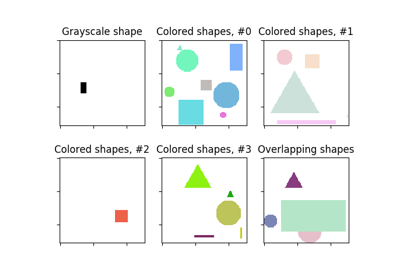 Grayscale shape
Colored shapes, #0
Colored shapes, #1
Colored shapes, #2
Colored shapes, #3
Overlapping shapes